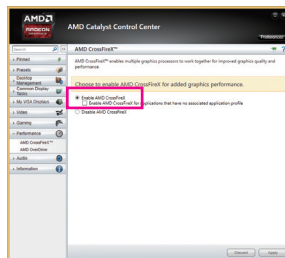 AMD
RADEON
GRAPHICS
AMD Catalyst Control Center
Preferences
Search
AMD CrossFireX™
Pinned
Presets
Desktop Management
Common Display Tasks
My VGA Displays
Video
Gaming
Performance
AMD CrossFireX™
AMD OverDrive
Audio
Information
AMD CrossFireX™ enables multiple graphics processors to work together for improved graphics quality and
performance.
Choose to enable AMD CrossFireX for added graphics performance.
Enable AMD CrossFireX
Enable AMD CrossFireX for applications that have no associated application profile
Disable AMD CrossFireX
Discard
Apply